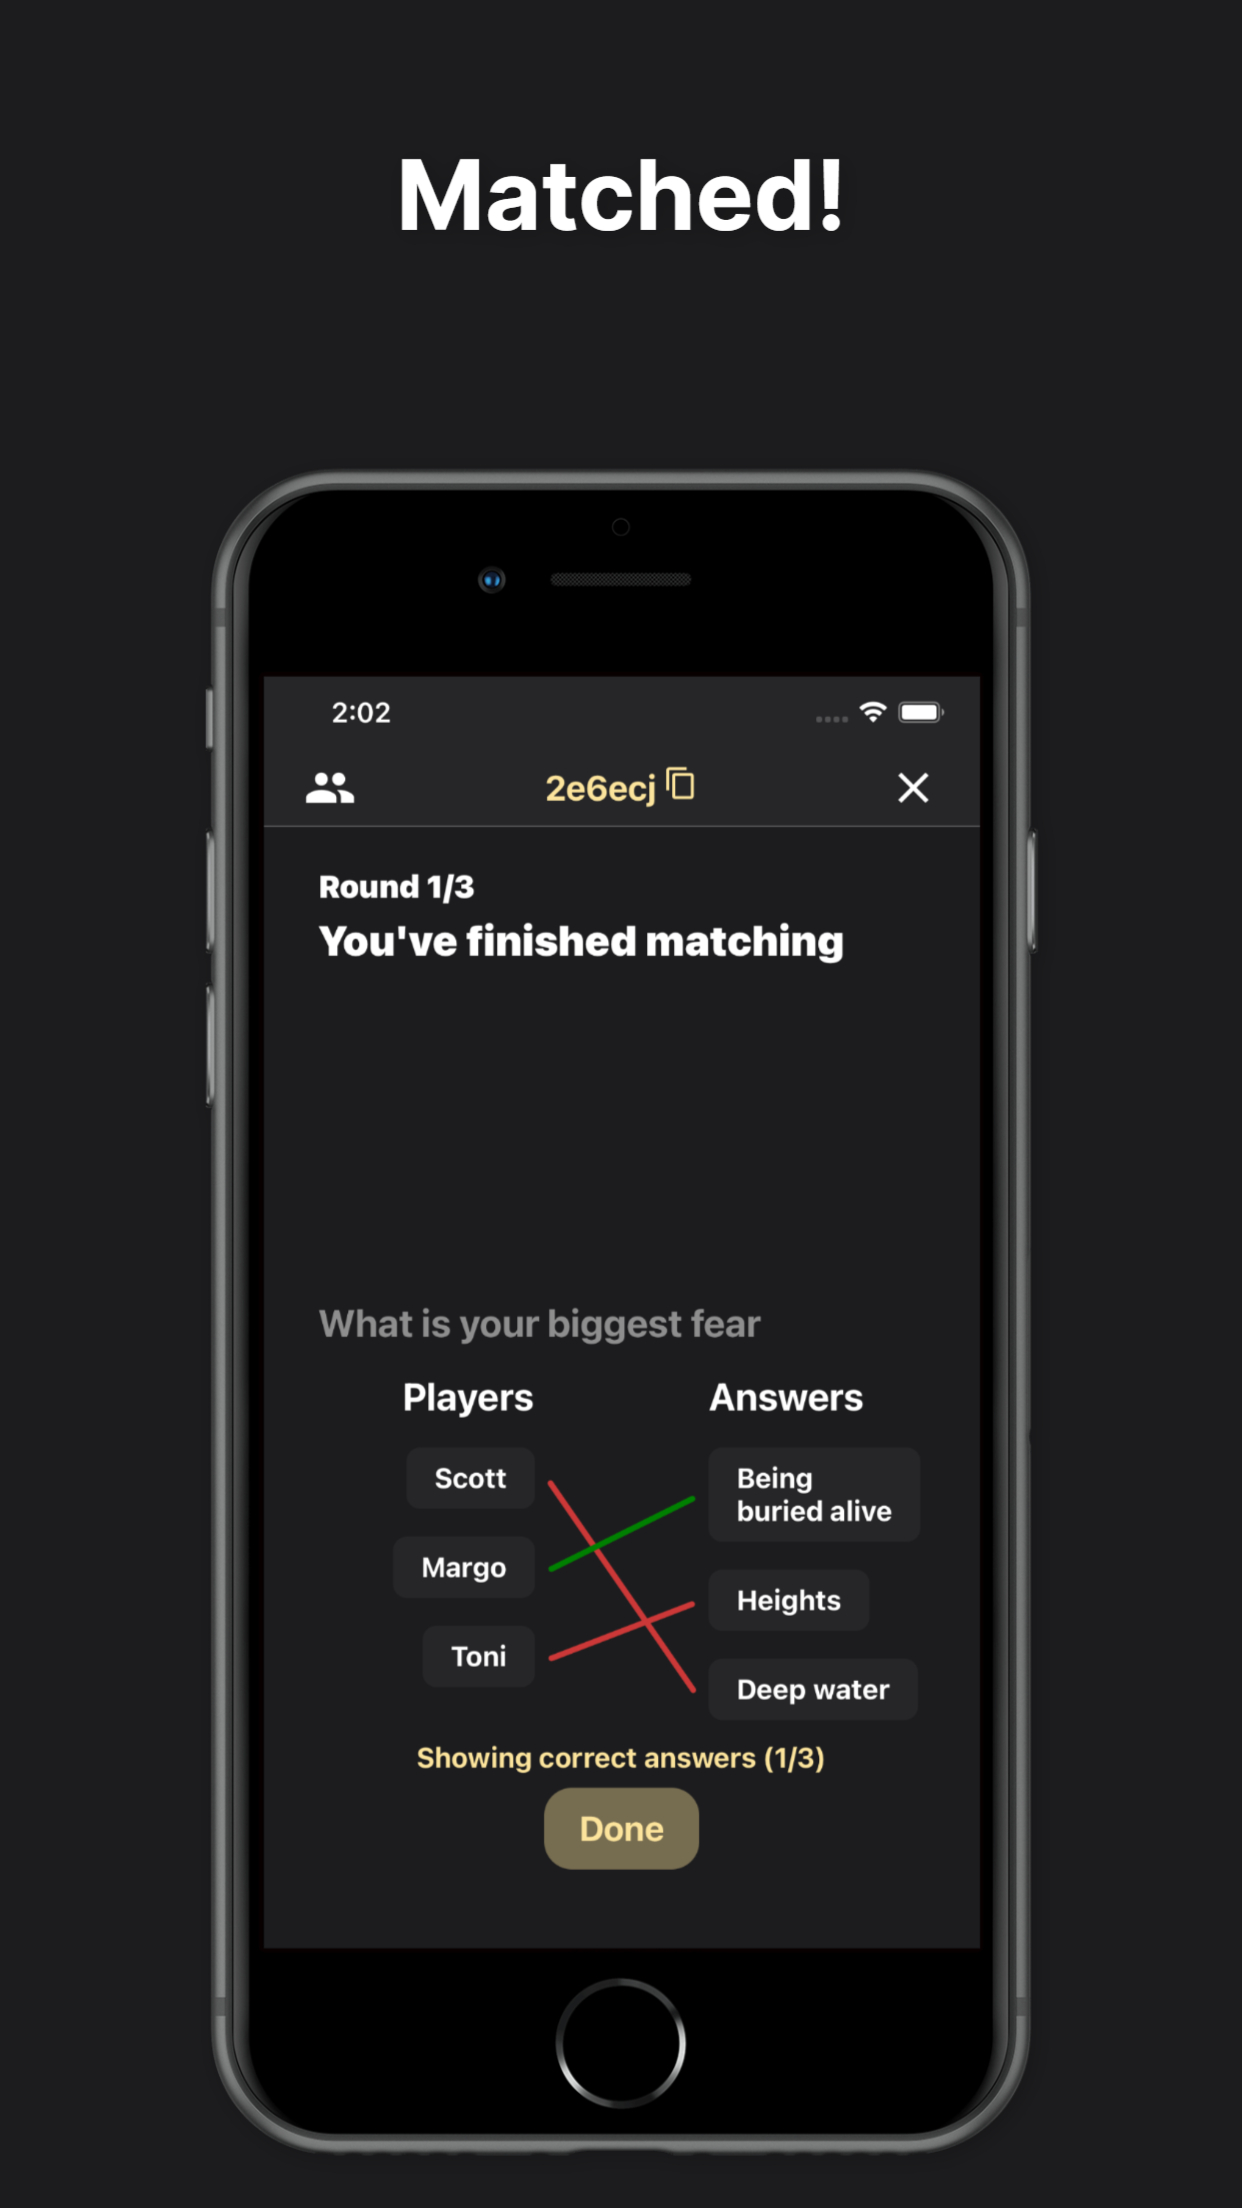 Matched!
2:02
2e6ecj
Round 1/3
You've finished matching
What is your biggest fear
Players
Answers
Scott
Being
buried alive
Margo
Heights
Toni
Deep water
Showing correct answers (1/3)
Done